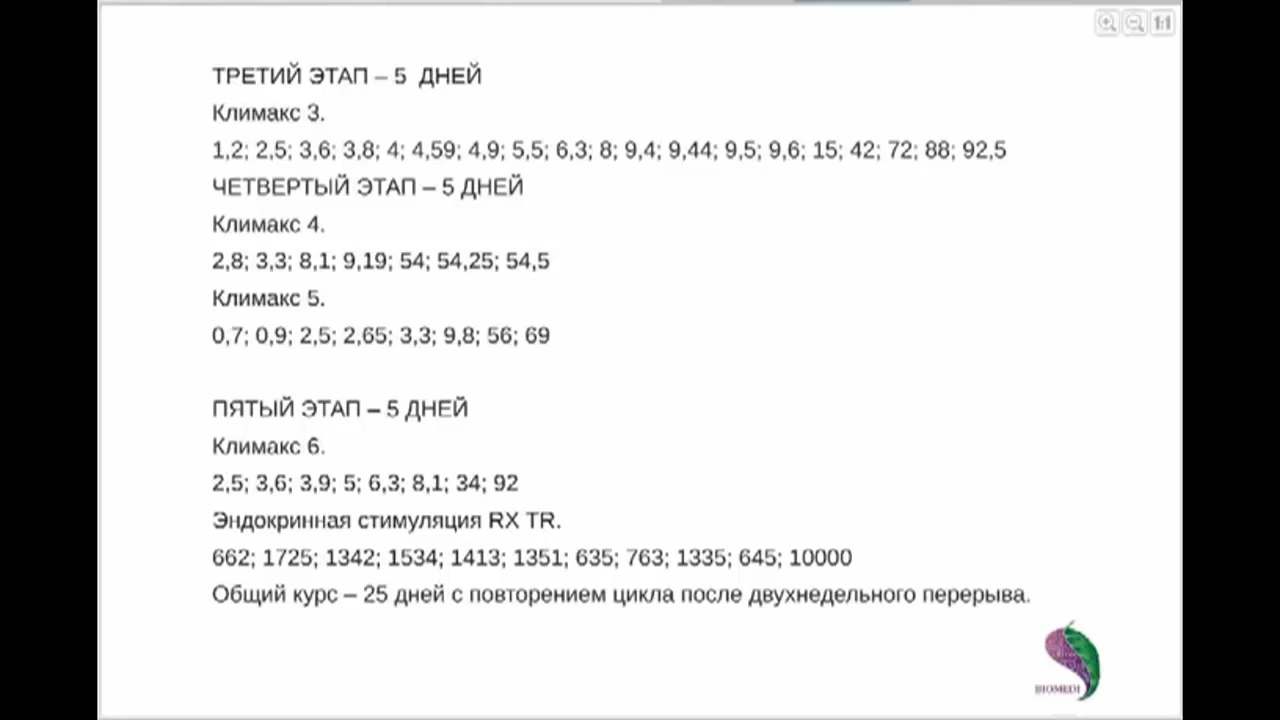 ТРЕТИЙ ЭТАП – 5 ДНЕЙ
Климакс 3.
1,2; 2,5; 3,6; 3,8; 4; 4,59; 4,9; 5,5; 6,3; 8; 9,4; 9,44; 9,5; 9,6; 15; 42; 72; 88; 92,5
ЧЕТВЕРТЫЙ ЭТАП – 5 ДНЕЙ
Климакс 4.
2,8; 3,3; 8,1; 9,19; 54; 54,25; 54,5
Климакс 5.
0,7; 0,9; 2,5; 2,65; 3,3; 9,8; 56; 69
ПЯТЫЙ ЭТАП – 5 ДНЕЙ
Климакс 6.
2,5; 3,6; 3,9; 5; 6,3; 8,1; 34; 92
Эндокринная стимуляция RX TR.
662; 1725; 1342; 1534; 1413; 1351; 635; 763; 1335; 645; 10000
Общий курс – 25 дней с повторением цикла после двухнедельного перерыва.
BIOMEDI